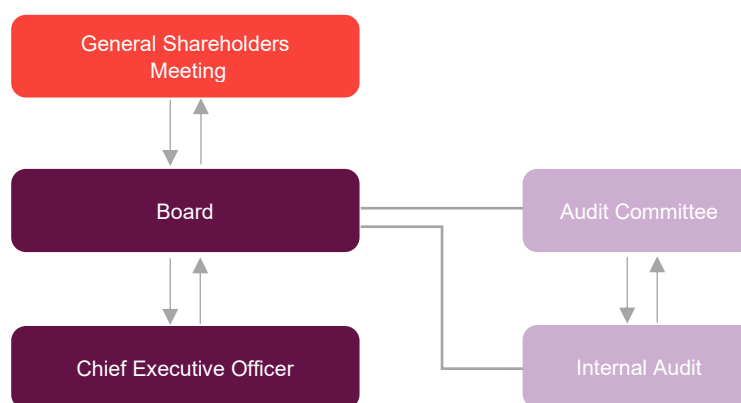 General Shareholders
Meeting
Board
Audit Committee
Chief Executive Officer
Internal Audit